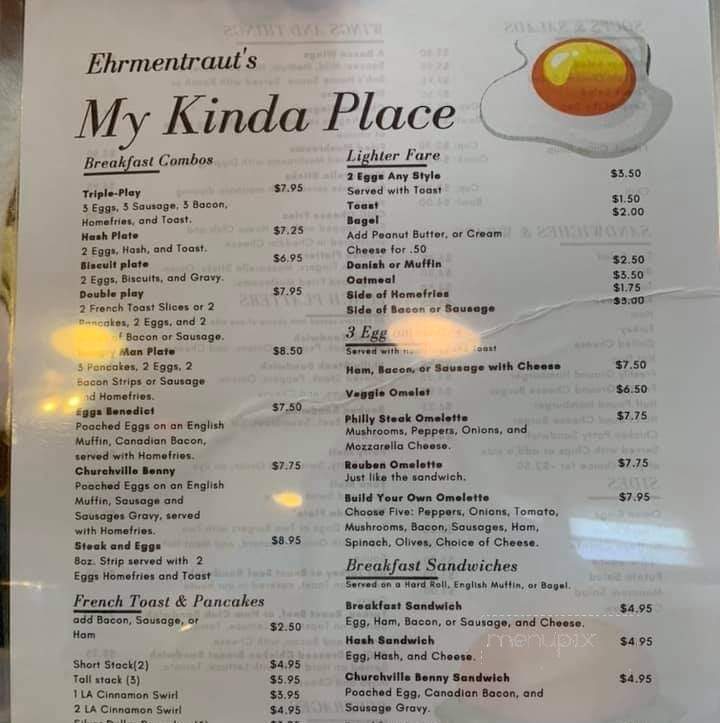 Ehrmentraut's
My Kinda Place
Breakfast Combos
Triple-Play $7.95
3 Eggs, 3 Sausage, 3 Bacon,
Homefries, and Toast.
Hash Plate $7.25
2 Eggs, Hash, and Toast.
Biscuit plate $6.95
2 Eggs, Biscuits, and Gravy.
Double play $7.95
2 French Toast Slices or 2
Pancakes, 2 Eggs, and 2
of Bacon or Sausage.
Man Plate $8.50
3 Pancakes, 2 Eggs, 2
Bacon Strips or Sausage
nd Homefries.
Eggs Benedict $7.50
Poached Eggs on an English
Muffin, Canadian Bacon,
served with Homefries.
Churchville Benny $7.75
Poached Eggs on an English
Muffin, Sausage and
Sausages Gravy, served
with Homefries.
Steak and Eggs $8.95
8oz. Strip served with 2
Eggs Homefries and Toast
French Toast & Pancakes
add Bacon, Sausage, or
Ham $2.50
Short Stack(2) $4.95
Tall stack (3) $5.95
1 LA Cinnamon Swirl $3.95
2 LA Cinnamon Swirl $4.95
Lighter Fare
2 Eggs Any Style $3.50
Served with Toast
Toast $1.50
Bagel $2.00
Add Peanut Butter, or Cream
Cheese for .50
Danish or Muffin $2.50
Oatmeal $3.50
Side of Homefries $1.75
Side of Bacon or Sausage $3.00
3 Egg
Served with Toast
Ham, Bacon, or Sausage with Cheese $7.50
Veggie Omelet $6.50
Philly Steak Omelette $7.75
Mushrooms, Peppers, Onions, and
Mozzarella Cheese.
Reuben Omelette $7.75
Just like the sandwich.
Build Your Own Omelette $7.95
Choose Five: Peppers, Onions, Tomato,
Mushrooms, Bacon, Sausages, Ham,
Spinach, Olives, Choice of Cheese.
Breakfast Sandwiches
Served on a Hard Roll, English Muffin, or Bagel.
Breakfast Sandwich $4.95
Egg, Ham, Bacon, or Sausage, and Cheese.
Hash Sandwich $4.95
Egg, Hash, and Cheese.
menupix
Churchville Benny Sandwich $4.95
Poached Egg, Canadian Bacon, and
Sausage Gravy.